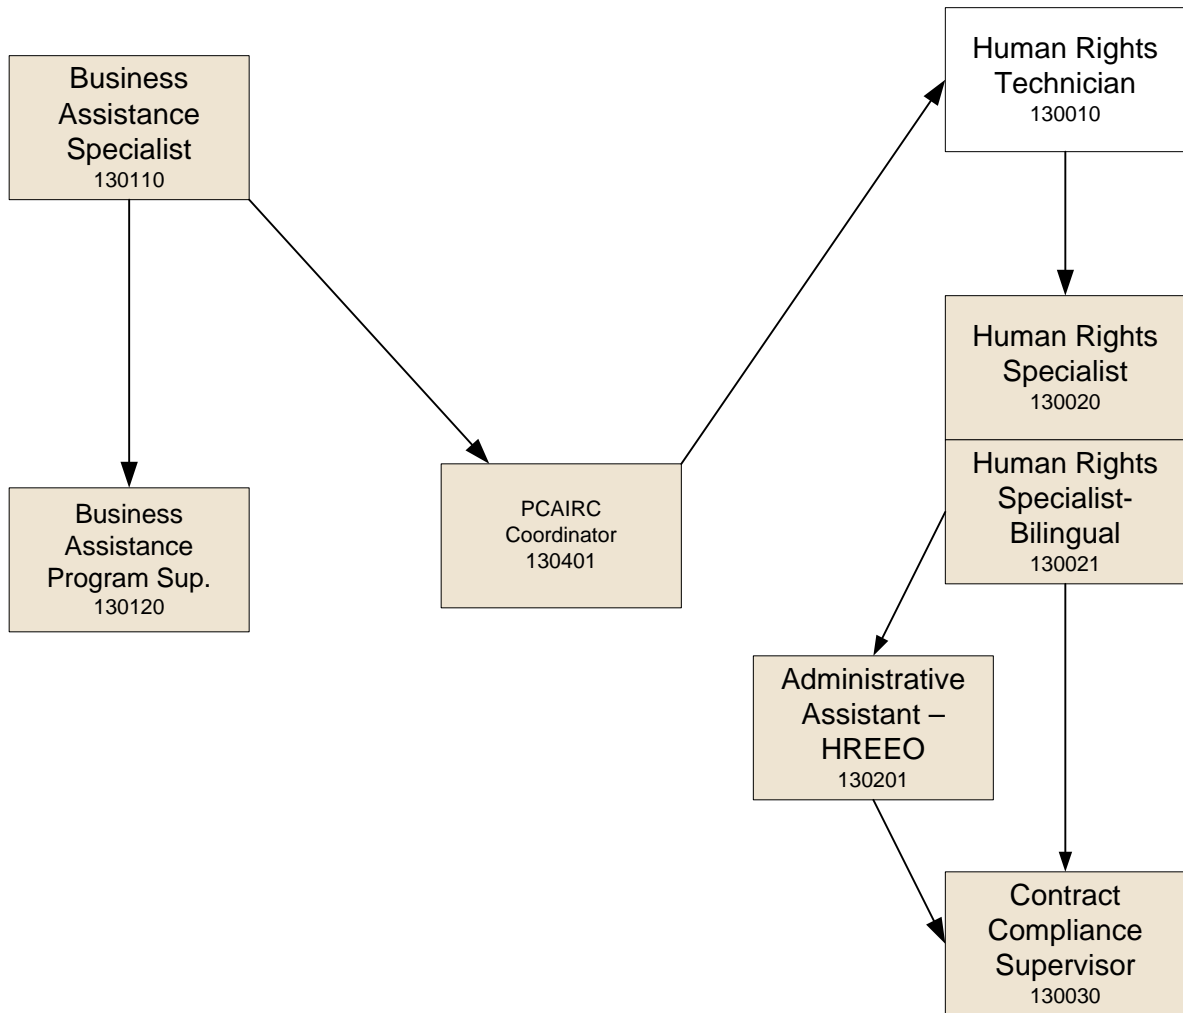 Business
Assistance
Specialist
130110
Human Rights
Technician
130010
Human Rights
Specialist
130020
Human Rights
Specialist-
Bilingual
130021
Business
Assistance
Program Sup.
130120
PCAIRC
Coordinator
130401
Administrative
Assistant –
HREEO
130201
Contract
Compliance
Supervisor
130030